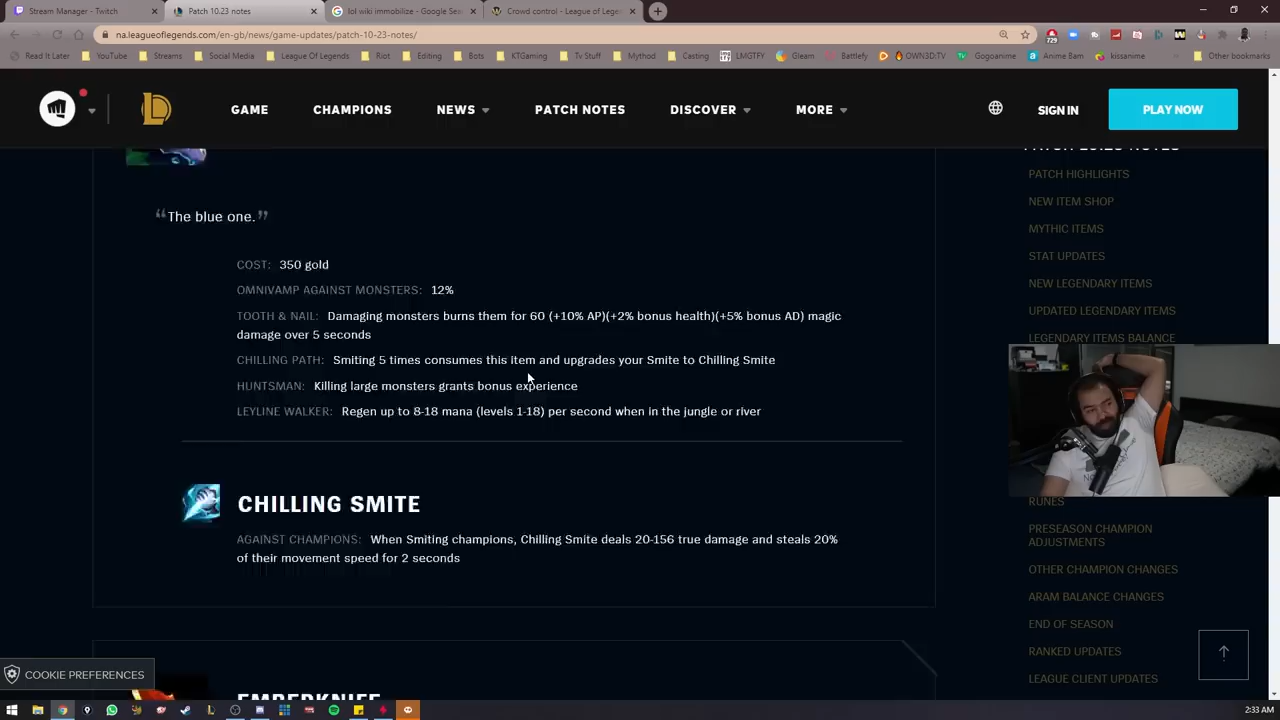 Stream Manager - Twitch
Patch 10.23 notes
lol wiki immobilize - Google Sea
Crowd control - League of Legen
na.leagueoflegends.com/en-gb/news/game-updates/patch-10-23-notes/
729
Read It Later
YouTube
Streams
Social Media
League Of Legends
Riot
Editing
Bots
KTGaming
Tv Stuff
Mythod
Casting
LMGTFY
Gleam
Battlefy
OWN3D:TV
Gogoanime
Anime Bam
kissanime
Other bookmarks
GAME
CHAMPIONS
NEWS
PATCH NOTES
DISCOVER
MORE
SIGN IN
PLAY NOW
PATCH 10.23 NOTES
PATCH HIGHLIGHTS
NEW ITEM SHOP
MYTHIC ITEMS
STAT UPDATES
NEW LEGENDARY ITEMS
UPDATED LEGENDARY ITEMS
LEGENDARY ITEMS BALANCE
RUNES
PRESEASON CHAMPION
ADJUSTMENTS
OTHER CHAMPION CHANGES
ARAM BALANCE CHANGES
END OF SEASON
RANKED UPDATES
LEAGUE CLIENT UPDATES
“The blue one.”
COST: 350 gold
OMNIVAMP AGAINST MONSTERS: 12%
TOOTH & NAIL: Damaging monsters burns them for 60 (+10% AP)(+2% bonus health)(+5% bonus AD) magic
damage over 5 seconds
CHILLING PATH: Smiting 5 times consumes this item and upgrades your Smite to Chilling Smite
HUNTSMAN: Killing large monsters grants bonus experience
LEYLINE WALKER: Regen up to 8-18 mana (levels 1-18) per second when in the jungle or river
CHILLING SMITE
AGAINST CHAMPIONS: When Smiting champions, Chilling Smite deals 20-156 true damage and steals 20%
of their movement speed for 2 seconds
EMBERKNIFE
COOKIE PREFERENCES
2:33 AM